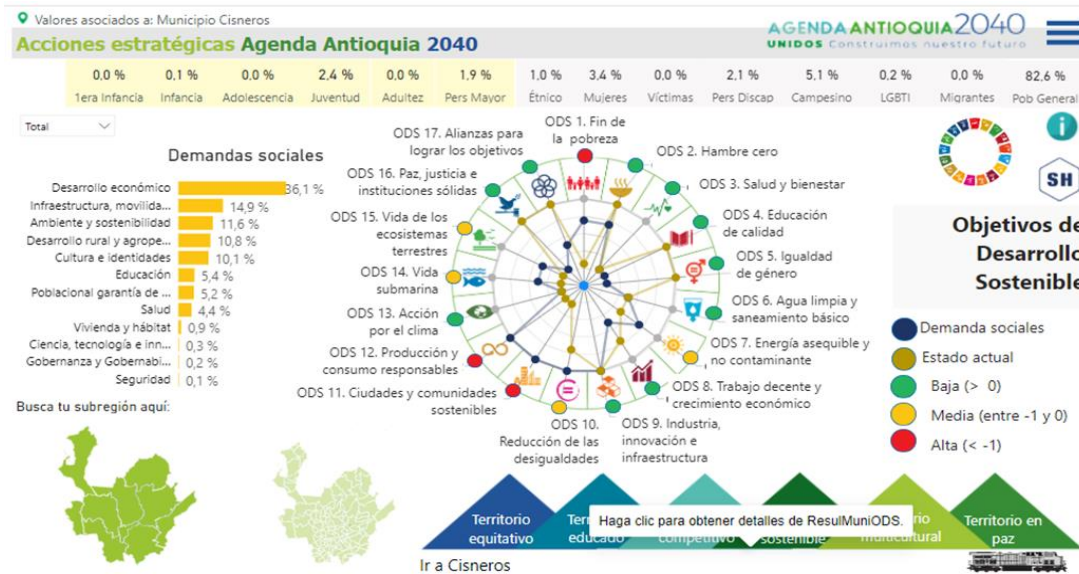 Valores asociados a: Municipio Cisneros
AGENDA ANTIOQUIA 2040
UNIDOS Construimos nuestro futuro
Acciones estratégicas Agenda Antioquia 2040
0,0 % 0,1 % 0,0 % 2,4 % 0,0 % 1,9 % 1,0 % 3,4 % 0,0 % 2,1 % 5,1 % 0,2 % 0,0 % 82,6 %
1era Infancia Infancia Adolescencia Juventud Adultez Pers Mayor Étnico Mujeres Víctimas Pers Discap Campesino LGBTI Migrantes Pob General
Total
Demandas sociales
Desarrollo económico 36,1 %
Infraestructura, movilida... 14,9 %
Ambiente y sostenibilidad 11,6 %
Desarrollo rural y agrope... 10,8 %
Cultura e identidades 10,1 %
Educación 5,4 %
Poblacional garantía de ... 5,2 %
Salud 4,4 %
Vivienda y hábitat 0,9 %
Ciencia, tecnología e inn... 0,3 %
Gobernanza y Gobernabi... 0,2 %
Seguridad 0,1 %
Busca tu subregión aquí:
ODS 1. Fin de
la pobreza
ODS 2. Hambre cero
ODS 3. Salud y bienestar
ODS 4. Educación
de calidad
ODS 5. Igualdad
de género
ODS 6. Agua limpia y
saneamiento básico
ODS 7. Energía asequible y
no contaminante
ODS 8. Trabajo decente y
crecimiento económico
ODS 9. Industria,
innovación e
infraestructura
ODS 10.
Reducción de las
desigualdades
ODS 11. Ciudades y comunidades
sostenibles
ODS 12. Producción y
consumo responsables
ODS 13. Acción
por el clima
ODS 14. Vida
submarina
ODS 15. Vida de los
ecosistemas
terrestres
ODS 16. Paz, justicia e
instituciones sólidas
ODS 17. Alianzas para
lograr los objetivos
i
SH
Objetivos de
Desarrollo
Sostenible
Demanda sociales
Estado actual
Baja (> 0)
Media (entre -1 y 0)
Alta (< -1)
Territorio
equitativo
educado
competitivo
sostenible
multicultural
Territorio en
paz
Haga clic para obtener detalles de ResulMuniODS.
Ir a Cisneros